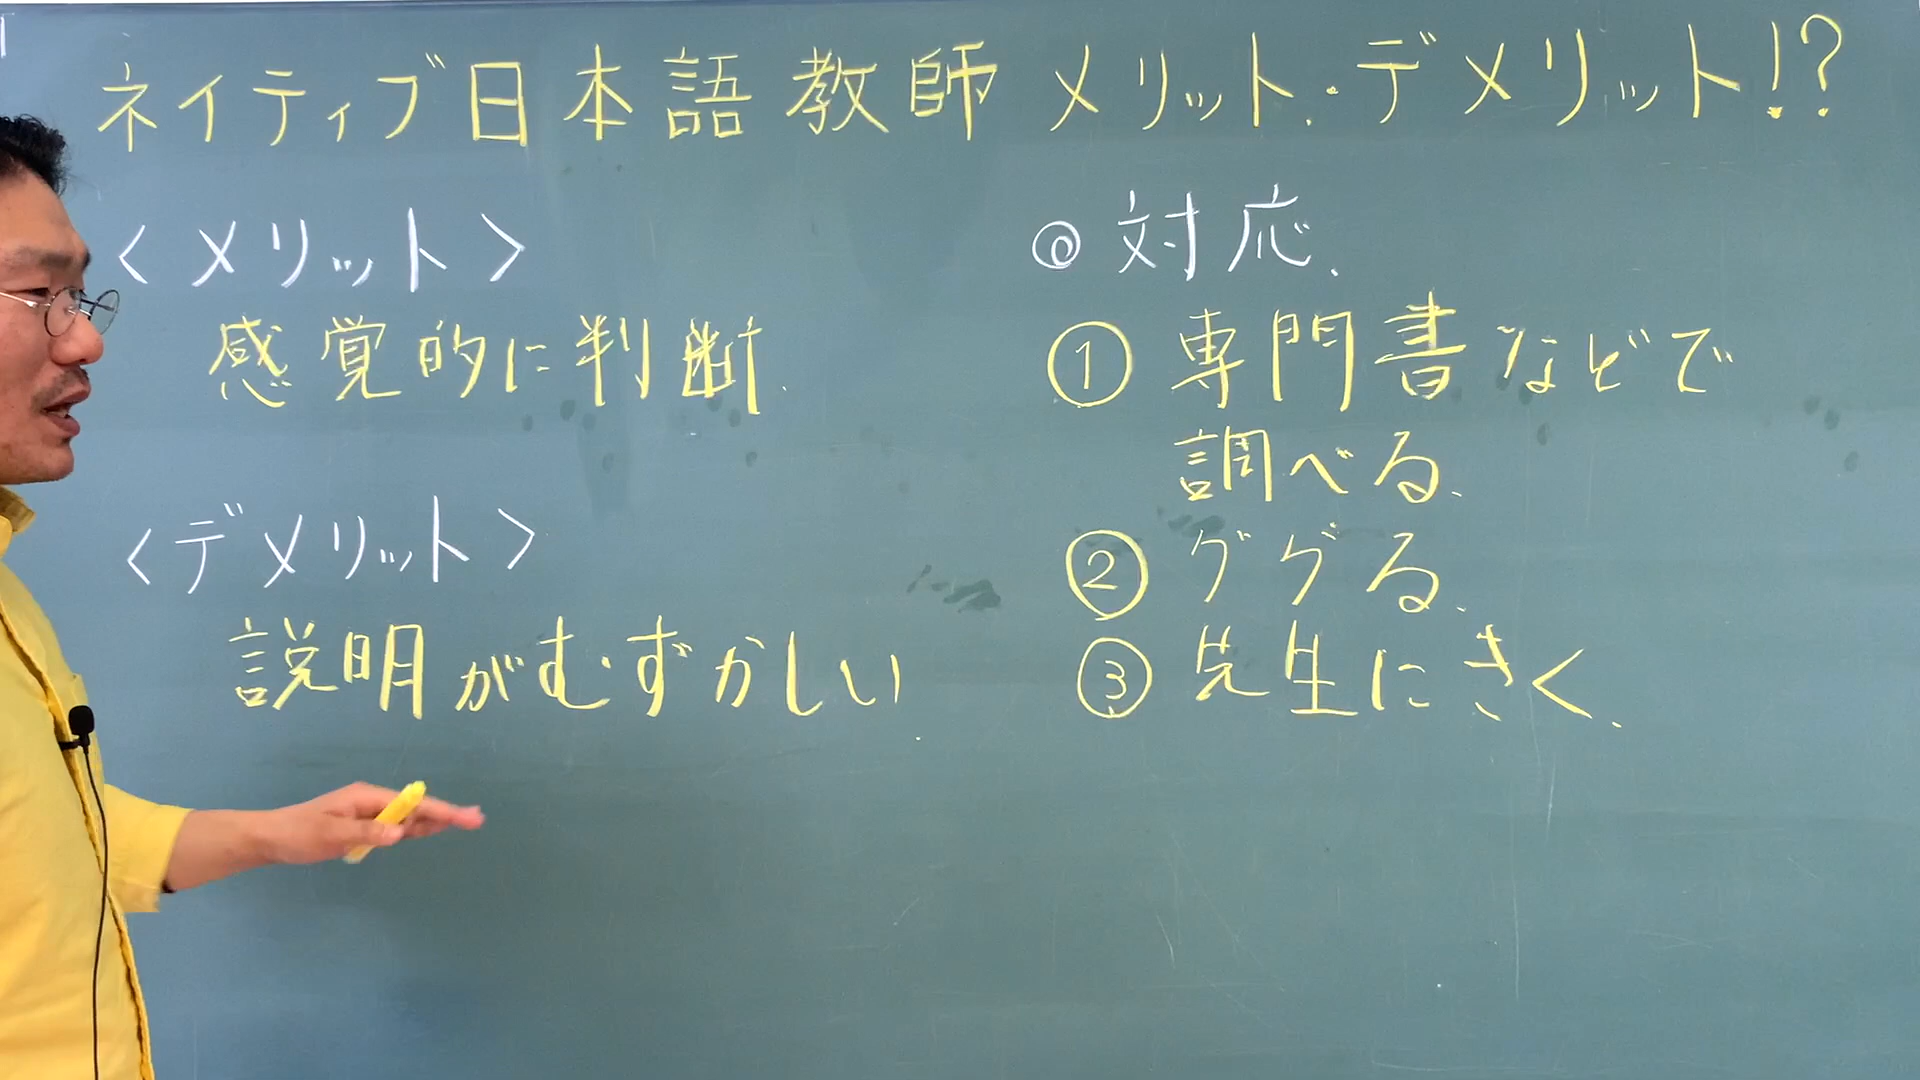 ネイティブ日本語教師 メリット・デメリット!?
<メリット>
感覚的に判断.
<デメリット>
説明がむずかしい.
◎対応.
① 専門書などで
調べる.
② ググる.
③ 先生にきく.